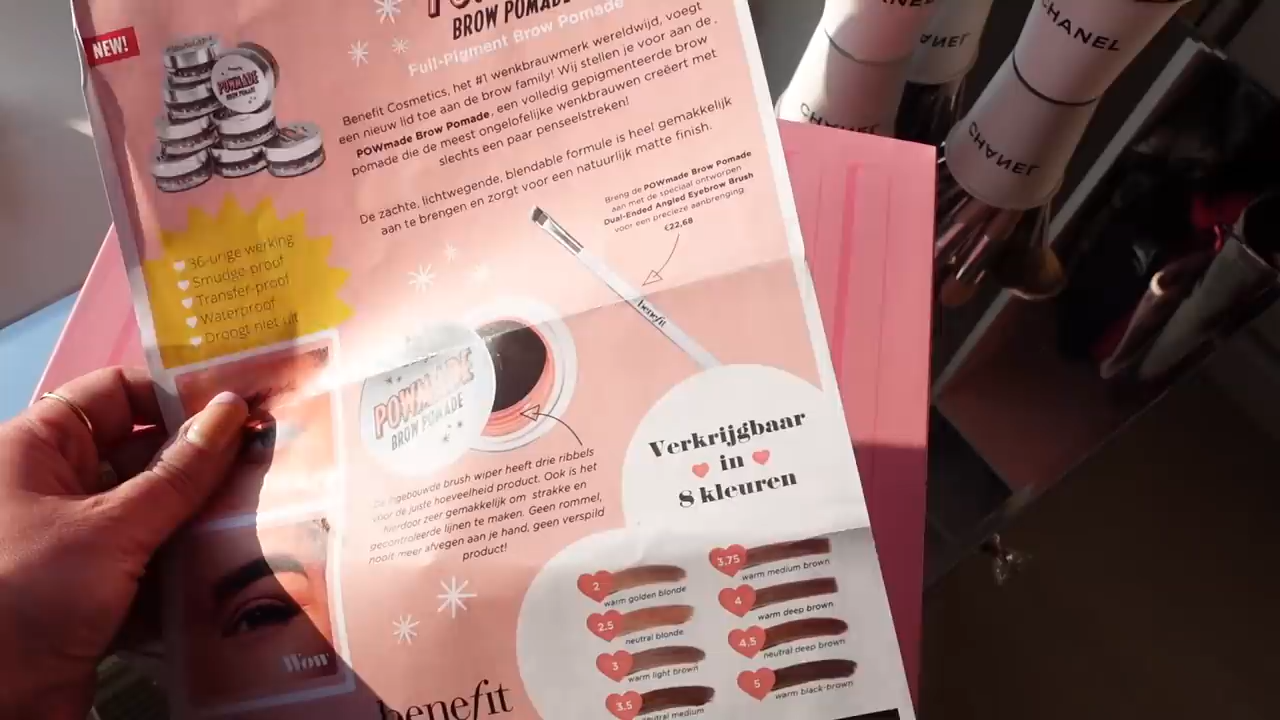 NEW!
BROW POMADE
Full-Pigment Brow Pomade
Benefit Cosmetics, het #1 wenkbrauwmerk wereldwijd, voegt
een nieuw lid toe aan de brow family! Wij stellen je voor aan de
POWmade Brow Pomade, een volledig gepigmenteerde brow
pomade die de meest ongelofelijke wenkbrauwen creëert met
slechts een paar penseelstreken!
De zachte, lichtwegende, blendable formule is heel gemakkelijk
aan te brengen en zorgt voor een natuurlijk matte finish.
POWMADE
BROW POMADE
36-urige werking
Smudge-proof
Transfer-proof
Waterproof
Droogt niet uit
Breng de POWmade Brow Pomade
aan met de speciaal ontworpen
Dual-Ended Angled Eyebrow Brush
voor een precieze aanbrenging
€22,68
benefit
POWMADE
BROW POMADE
De ingebouwde brush wiper heeft drie ribbels
voor de juiste hoeveelheid product. Ook is het
hierdoor zeer gemakkelijk om strakke en
gecontroleerde lijnen te maken. Geen rommel,
nooit meer afvegen aan je hand, geen verspild
product!
Verkrijgbaar
in
8 kleuren
2
warm golden blonde
2.5
neutral blonde
3
warm light brown
3.5
neutral medium
3.75
warm medium brown
4
warm deep brown
4.5
neutral deep brown
5
warm black-brown
Wow
benefit
CHANEL
CHANEL
CHANEL
CHANEL